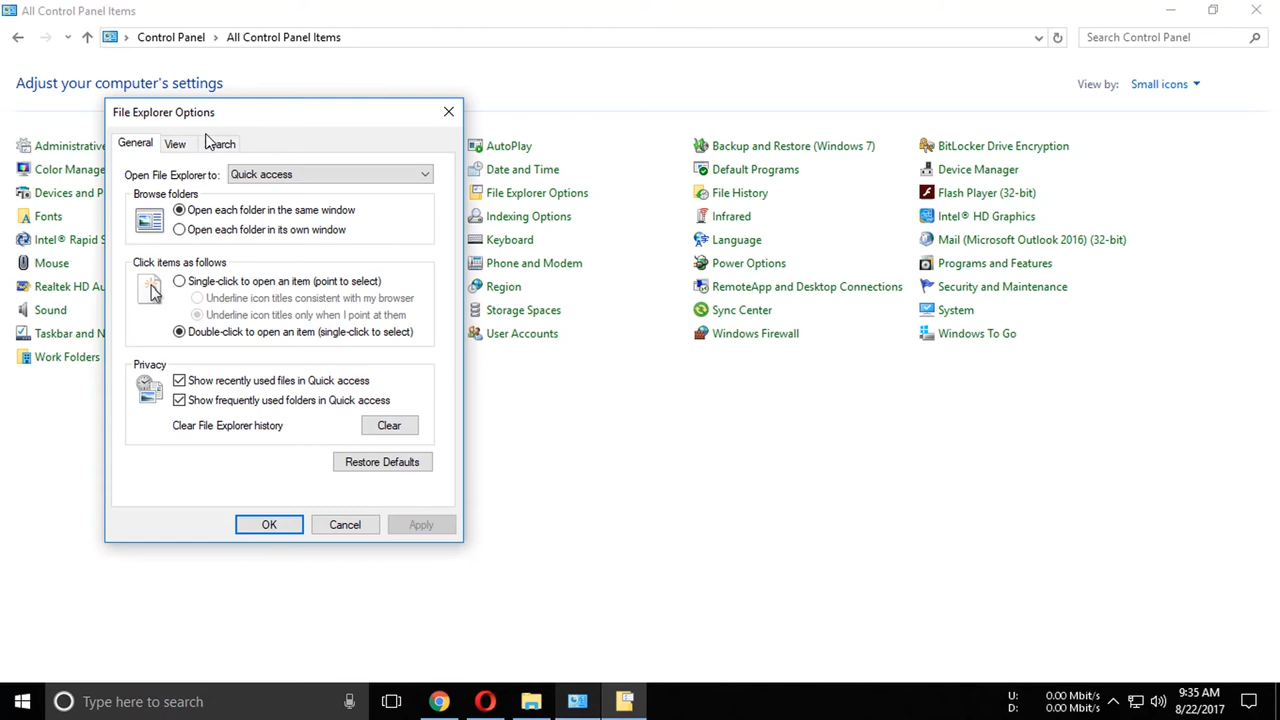 All Control Panel Items
Control Panel > All Control Panel Items
Search Control Panel
Adjust your computer's settings
View by: Small icons
File Explorer Options
General View
Open File Explorer to: Quick access
Browse folders
Open each folder in the same window
Open each folder in its own window
Click items as follows
Single-click to open an item (point to select)
Underline icon titles consistent with my browser
Underline icon titles only when I point at them
Double-click to open an item (single-click to select)
Privacy
Show recently used files in Quick access
Show frequently used folders in Quick access
Clear File Explorer history Clear
Restore Defaults
OK Cancel Apply
Administrative
Color Manage
Devices and P
Fonts
Intel® Rapid S
Mouse
Realtek HD Au
Sound
Taskbar and N
Work Folders
AutoPlay
Date and Time
File Explorer Options
Indexing Options
Keyboard
Phone and Modem
Region
Storage Spaces
User Accounts
Backup and Restore (Windows 7)
Default Programs
File History
Infrared
Language
Power Options
RemoteApp and Desktop Connections
Sync Center
Windows Firewall
BitLocker Drive Encryption
Device Manager
Flash Player (32-bit)
Intel® HD Graphics
Mail (Microsoft Outlook 2016) (32-bit)
Programs and Features
Security and Maintenance
System
Windows To Go
Type here to search
U: 0.00 Mbit/s
D: 0.00 Mbit/s
9:35 AM
8/22/2017